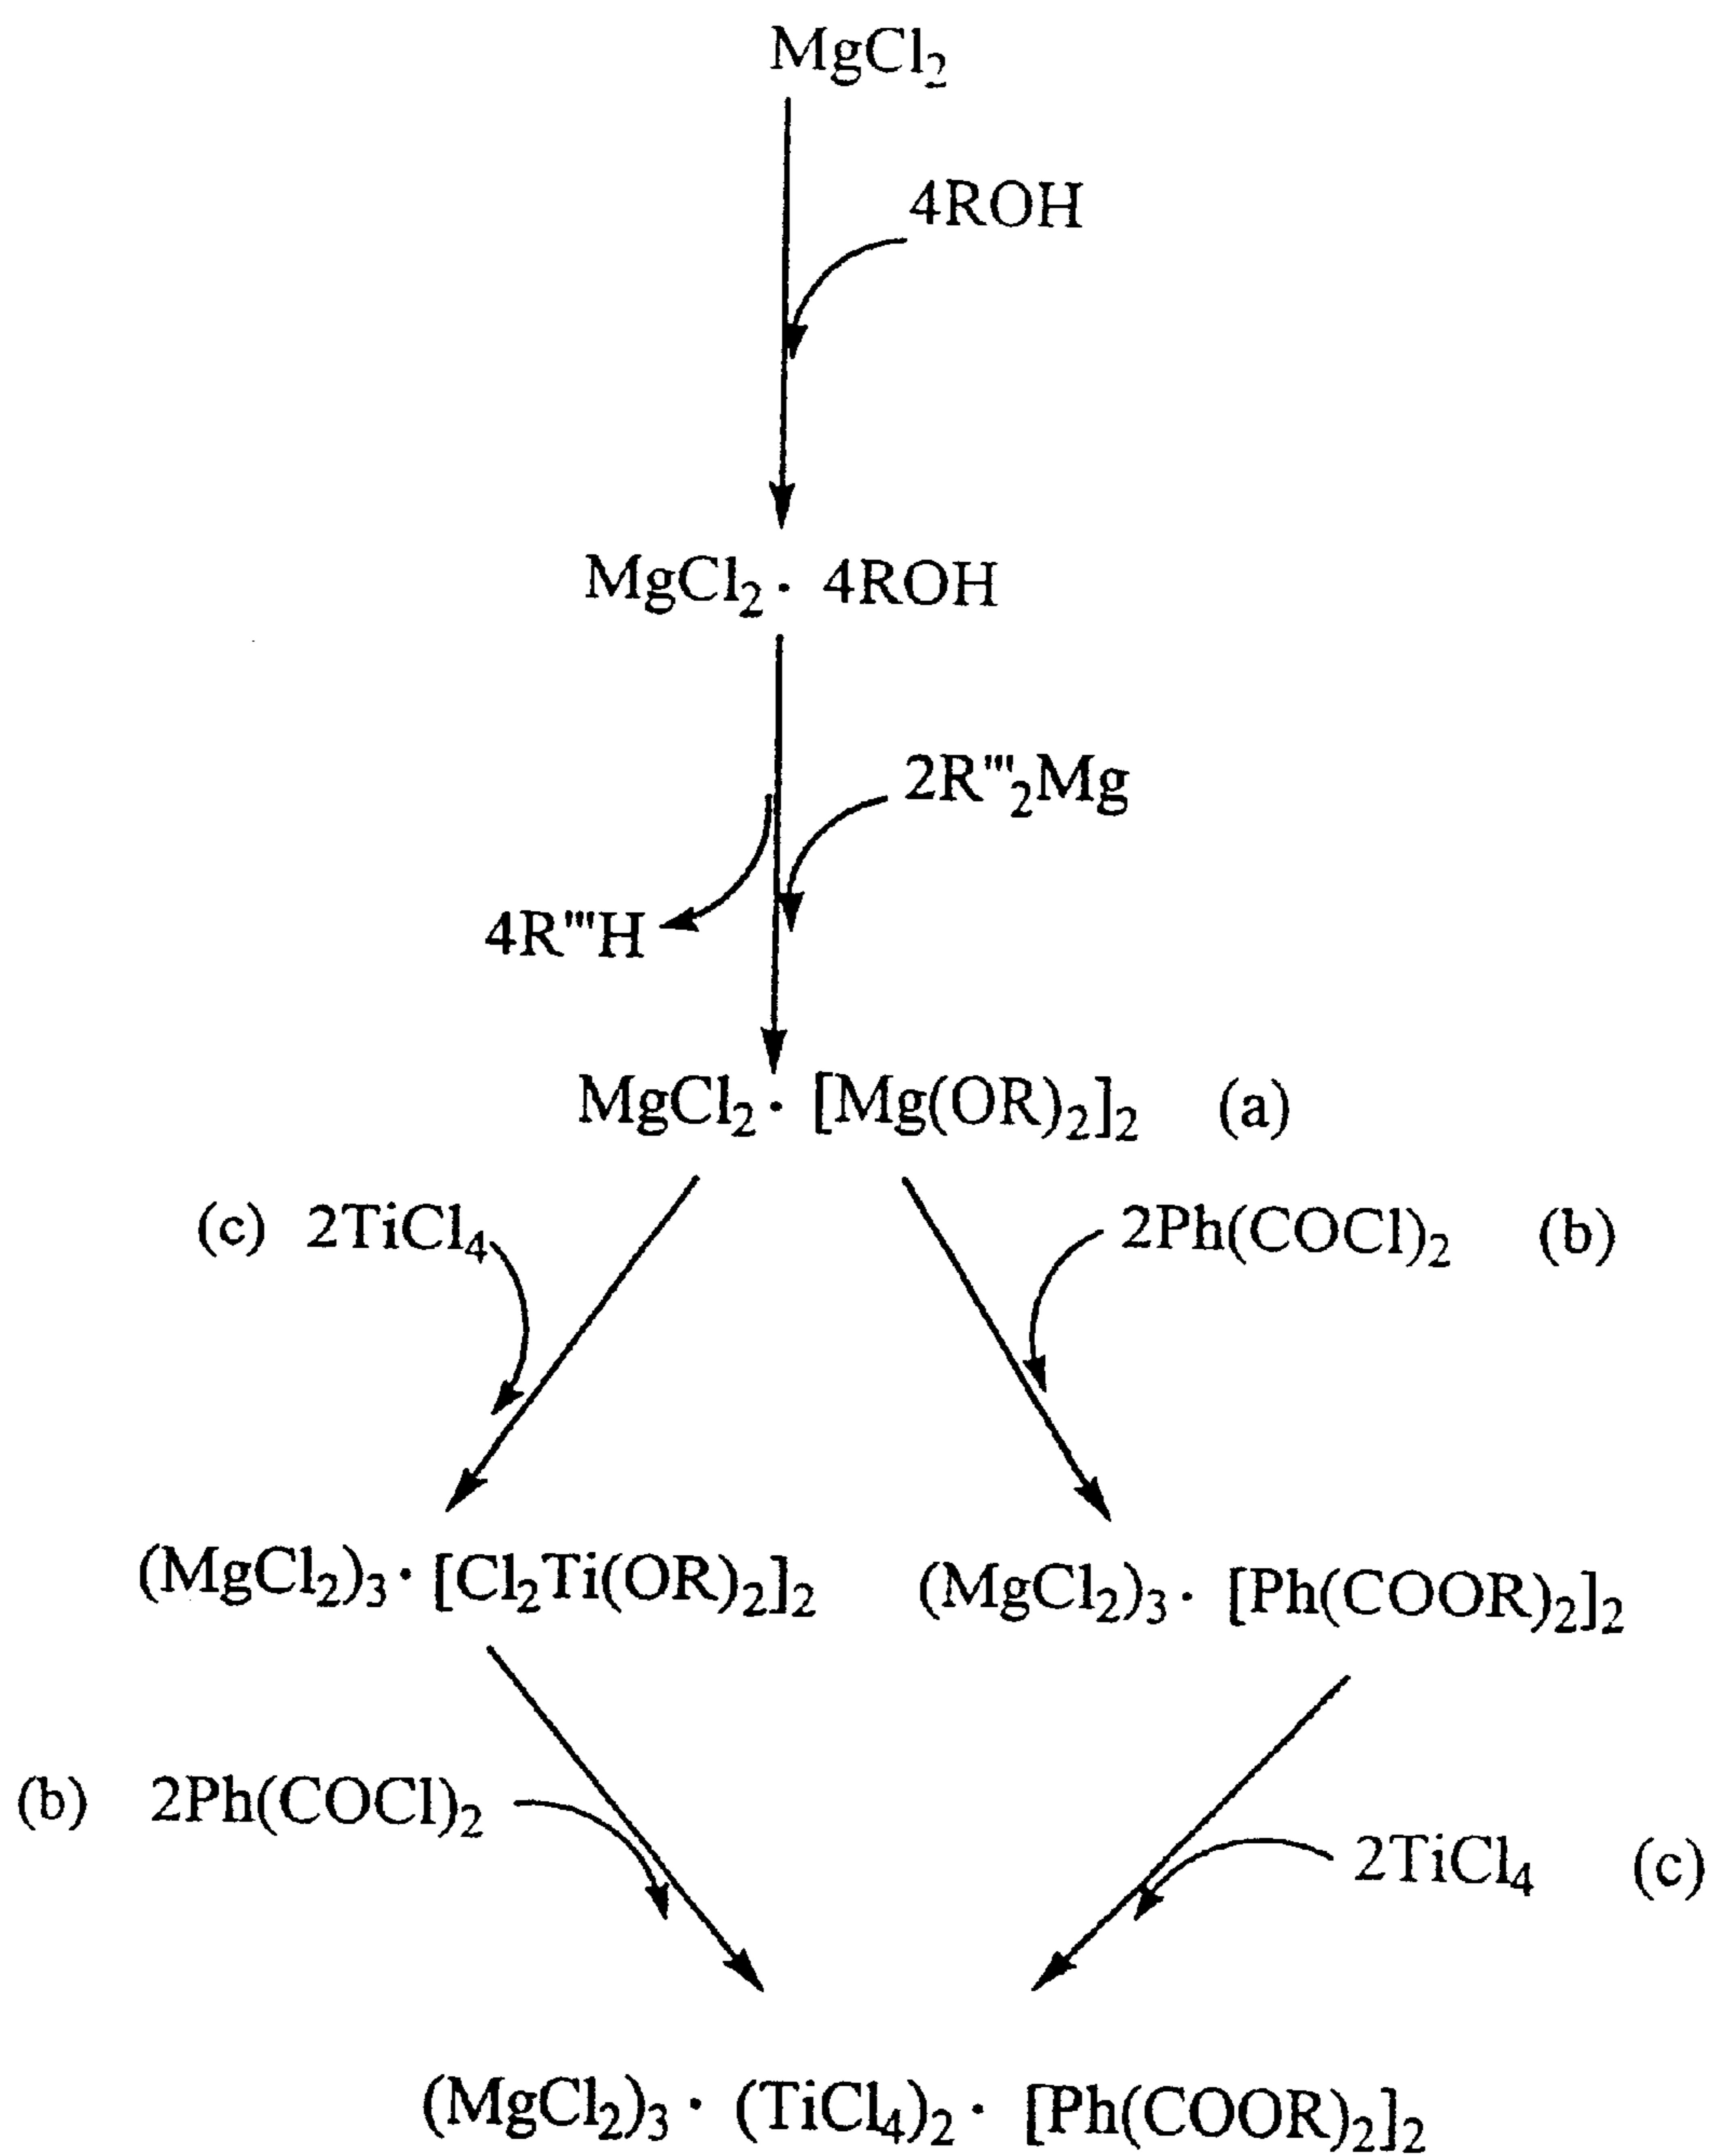 MgCl₂
4ROH
MgCl₂ · 4ROH
2R'''₂Mg
4R'''H
MgCl₂ · [Mg(OR)₂]₂ (a)
(c) 2TiCl₄ 2Ph(COCl)₂ (b)
(MgCl₂)₃ · [Cl₂Ti(OR)₂]₂ (MgCl₂)₃ · [Ph(COOR)₂]₂
(b) 2Ph(COCl)₂ 2TiCl₄ (c)
(MgCl₂)₃ · (TiCl₄)₂ · [Ph(COOR)₂]₂